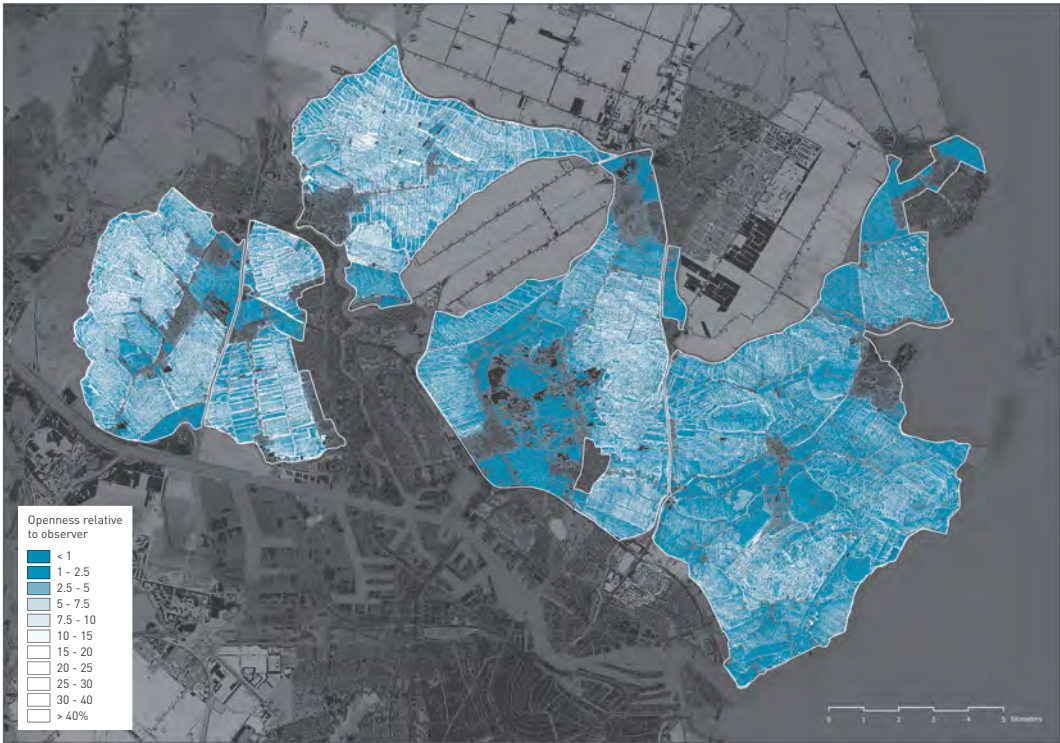 Openness relative
to observer
< 1
1 - 2.5
2.5 - 5
5 - 7.5
7.5 - 10
10 - 15
15 - 20
20 - 25
25 - 30
30 - 40
> 40%
0 1 2 3 4 5 kilometers